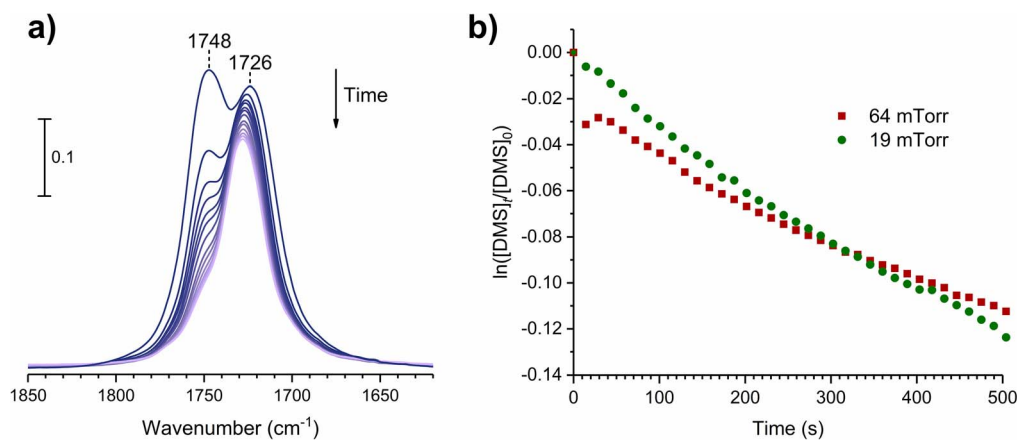 a)
1748
1726
Time
0.1
1850
1800
1750
1700
1650
Wavenumber (cm⁻¹)
b)
0.00
-0.02
-0.04
-0.06
-0.08
-0.10
-0.12
-0.14
ln([DMS]ₜ/[DMS]₀)
64 mTorr
19 mTorr
0
100
200
300
400
500
Time (s)